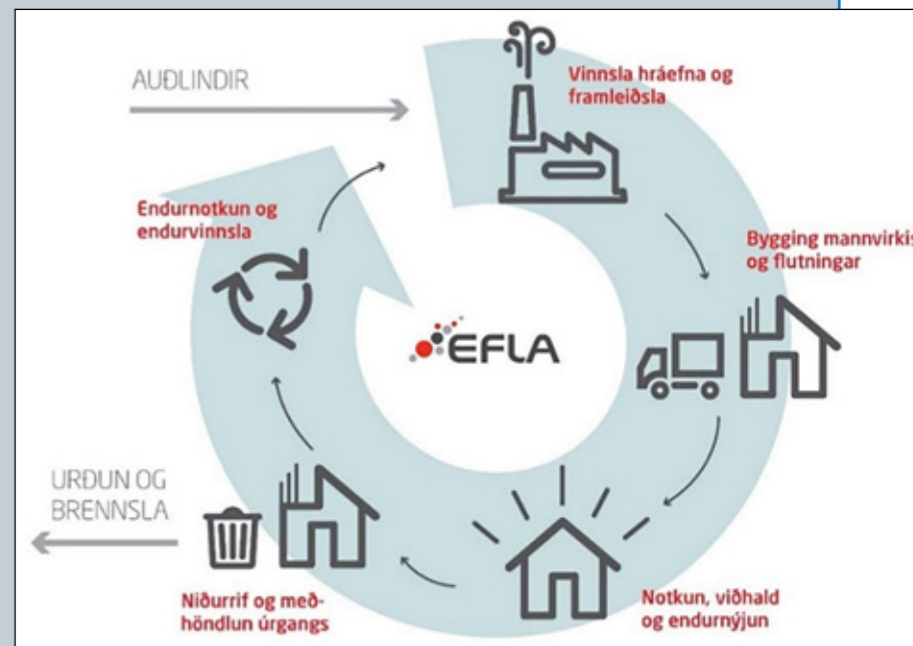 AUÐLINDIR
Vinnsla hráefna og
framleiðsla
Bygging mannvirkis
og flutningar
Notkun, viðhald
og endurnýjun
Niðurrif og með-
höndlun úrgangs
URÐUN OG
BRENNSLA
Endurnotkun og
endurvinnsla
EFLA